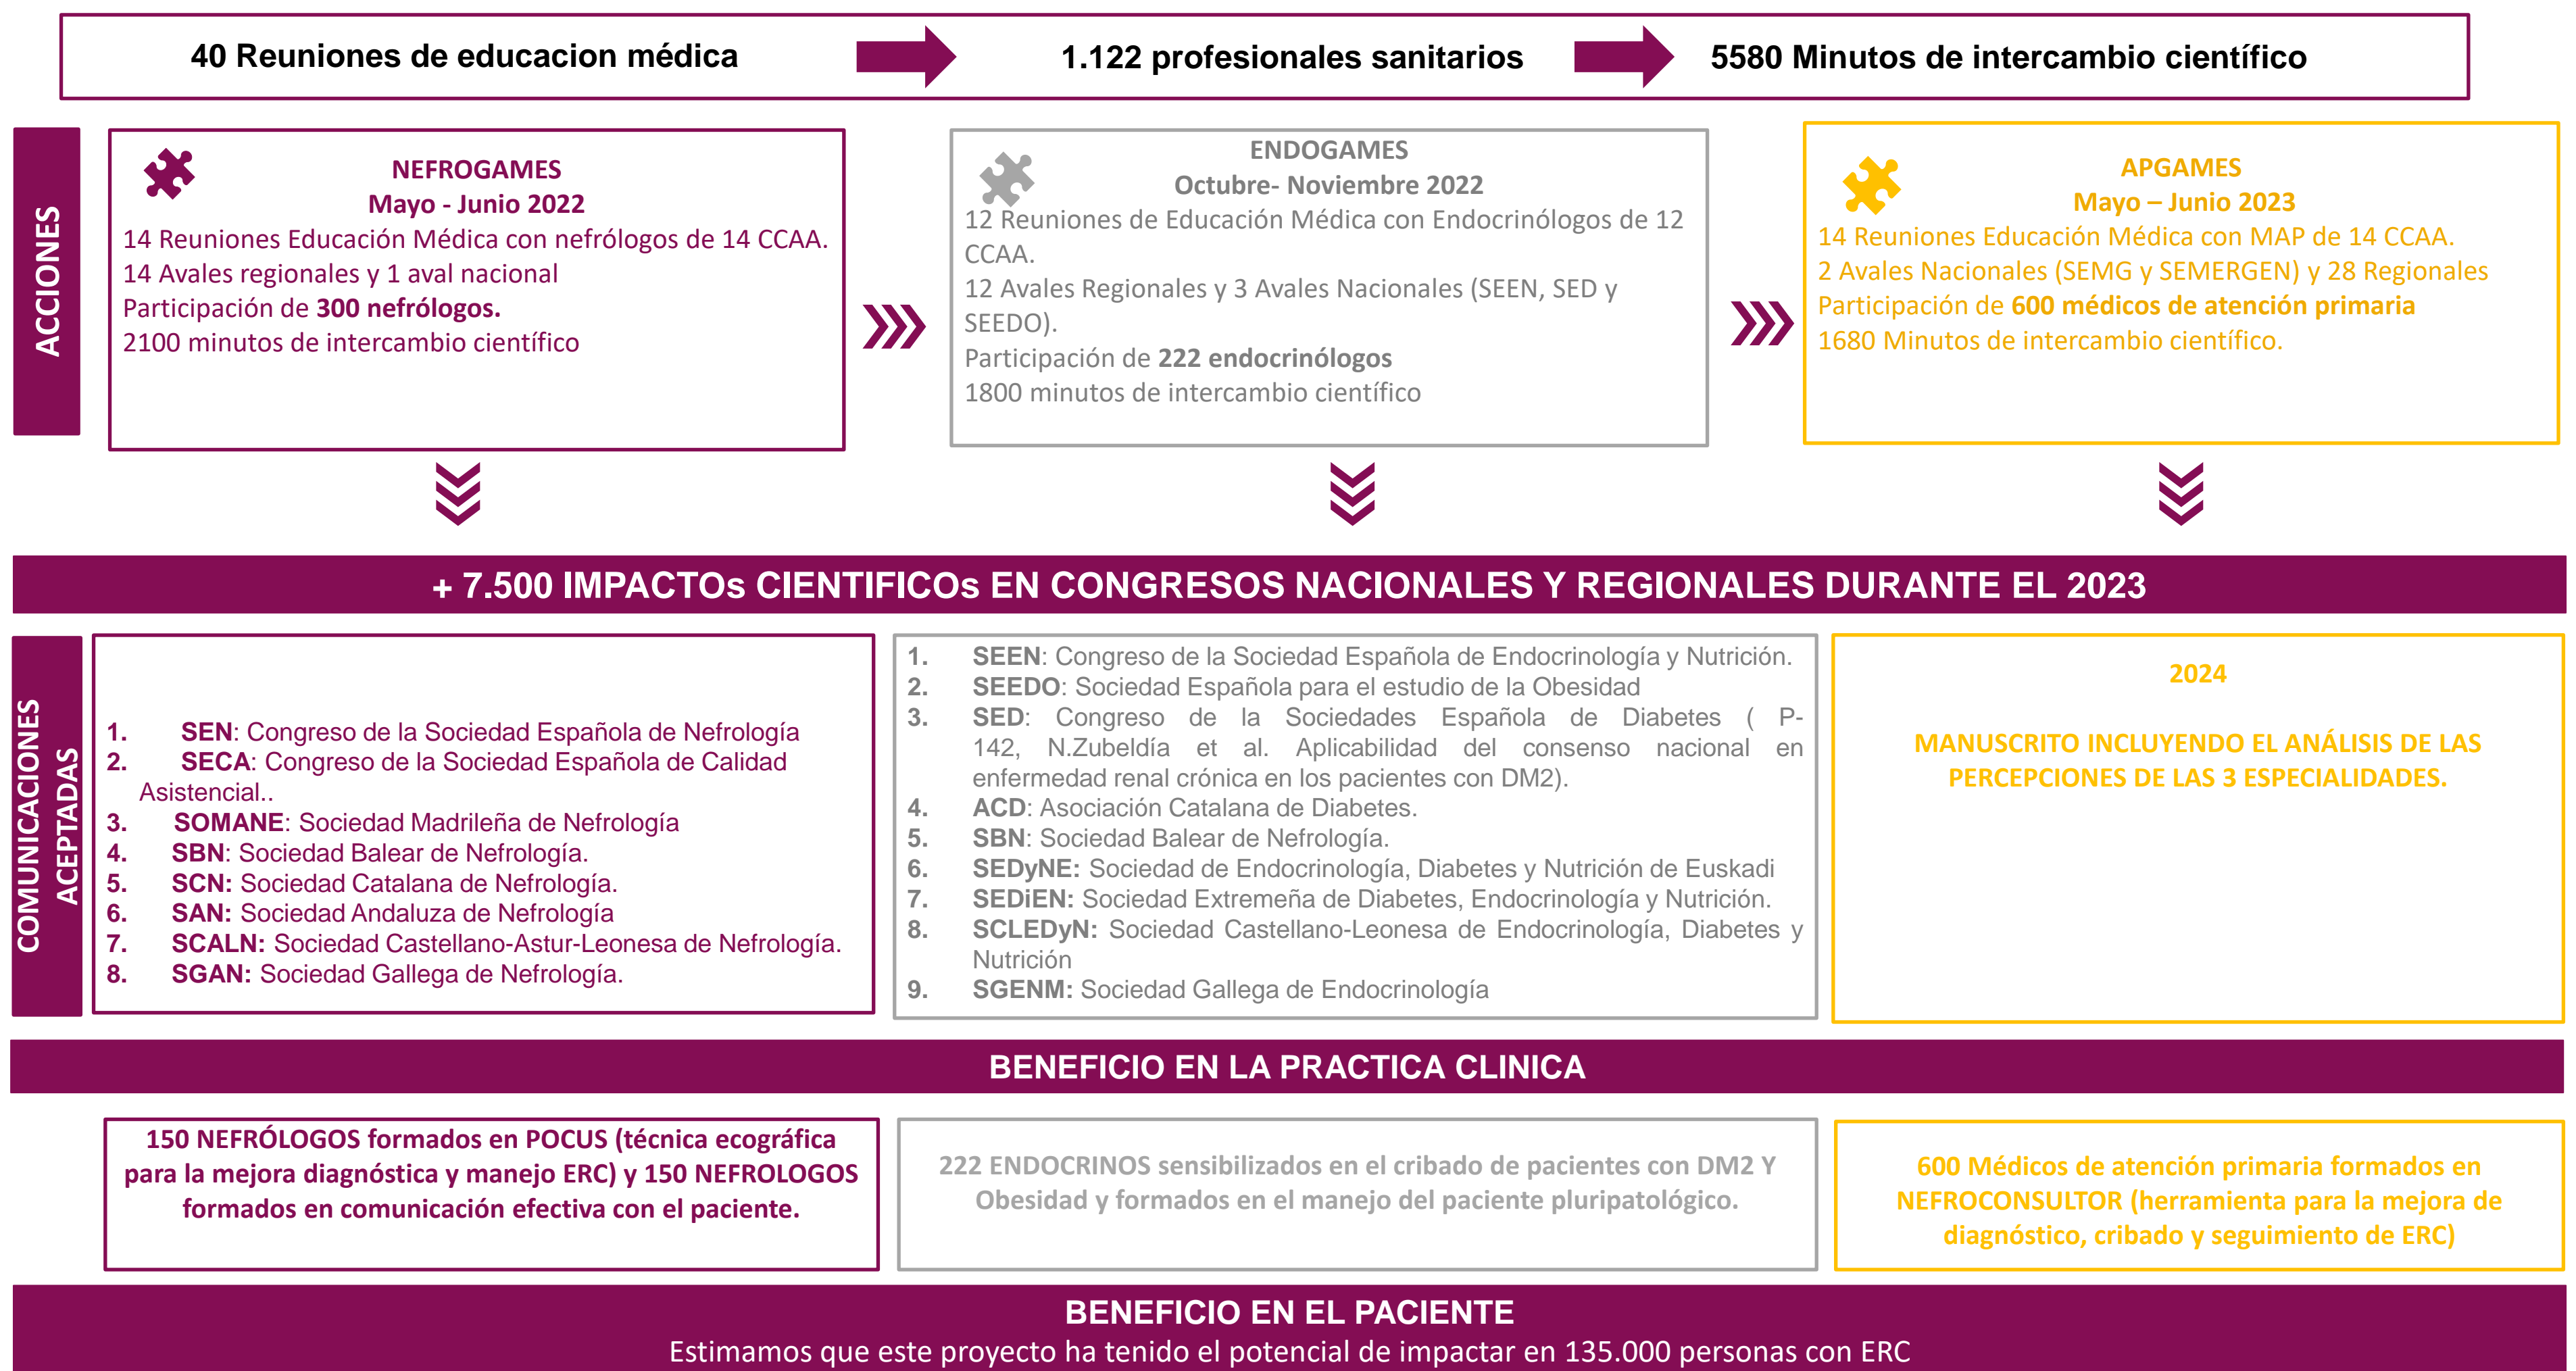 40 Reuniones de educacion médica
1.122 profesionales sanitarios
5580 Minutos de intercambio científico
ACCIONES
NEFROGAMES
Mayo - Junio 2022
14 Reuniones Educación Médica con nefrólogos de 14 CCAA.
14 Avales regionales y 1 aval nacional
Participación de 300 nefrólogos.
2100 minutos de intercambio científico
ENDOGAMES
Octubre- Noviembre 2022
12 Reuniones de Educación Médica con Endocrinólogos de 12
CCAA.
12 Avales Regionales y 3 Avales Nacionales (SEEN, SED y
SEEDO).
Participación de 222 endocrinólogos
1800 minutos de intercambio científico
APGAMES
Mayo – Junio 2023
14 Reuniones Educación Médica con MAP de 14 CCAA.
2 Avales Nacionales (SEMG y SEMERGEN) y 28 Regionales
Participación de 600 médicos de atención primaria
1680 Minutos de intercambio científico.
+ 7.500 IMPACTOs CIENTIFICOs EN CONGRESOS NACIONALES Y REGIONALES DURANTE EL 2023
COMUNICACIONES
ACEPTADAS
1. SEN: Congreso de la Sociedad Española de Nefrología
2. SECA: Congreso de la Sociedad Española de Calidad
Asistencial..
3. SOMANE: Sociedad Madrileña de Nefrología
4. SBN: Sociedad Balear de Nefrología.
5. SCN: Sociedad Catalana de Nefrología.
6. SAN: Sociedad Andaluza de Nefrología
7. SCALN: Sociedad Castellano-Astur-Leonesa de Nefrología.
8. SGAN: Sociedad Gallega de Nefrología.
1. SEEN: Congreso de la Sociedad Española de Endocrinología y Nutrición.
2. SEEDO: Sociedad Española para el estudio de la Obesidad
3. SED: Congreso de la Sociedades Española de Diabetes ( P-
142, N.Zubeldía et al. Aplicabilidad del consenso nacional en
enfermedad renal crónica en los pacientes con DM2).
4. ACD: Asociación Catalana de Diabetes.
5. SBN: Sociedad Balear de Nefrología.
6. SEDyNE: Sociedad de Endocrinología, Diabetes y Nutrición de Euskadi
7. SEDiEN: Sociedad Extremeña de Diabetes, Endocrinología y Nutrición.
8. SCLEDyN: Sociedad Castellano-Leonesa de Endocrinología, Diabetes y
Nutrición
9. SGENM: Sociedad Gallega de Endocrinología
2024
MANUSCRITO INCLUYENDO EL ANÁLISIS DE LAS
PERCEPCIONES DE LAS 3 ESPECIALIDADES.
BENEFICIO EN LA PRACTICA CLINICA
150 NEFRÓLOGOS formados en POCUS (técnica ecográfica
para la mejora diagnóstica y manejo ERC) y 150 NEFROLOGOS
formados en comunicación efectiva con el paciente.
222 ENDOCRINOS sensibilizados en el cribado de pacientes con DM2 Y
Obesidad y formados en el manejo del paciente pluripatológico.
600 Médicos de atención primaria formados en
NEFROCONSULTOR (herramienta para la mejora de
diagnóstico, cribado y seguimiento de ERC)
BENEFICIO EN EL PACIENTE
Estimamos que este proyecto ha tenido el potencial de impactar en 135.000 personas con ERC